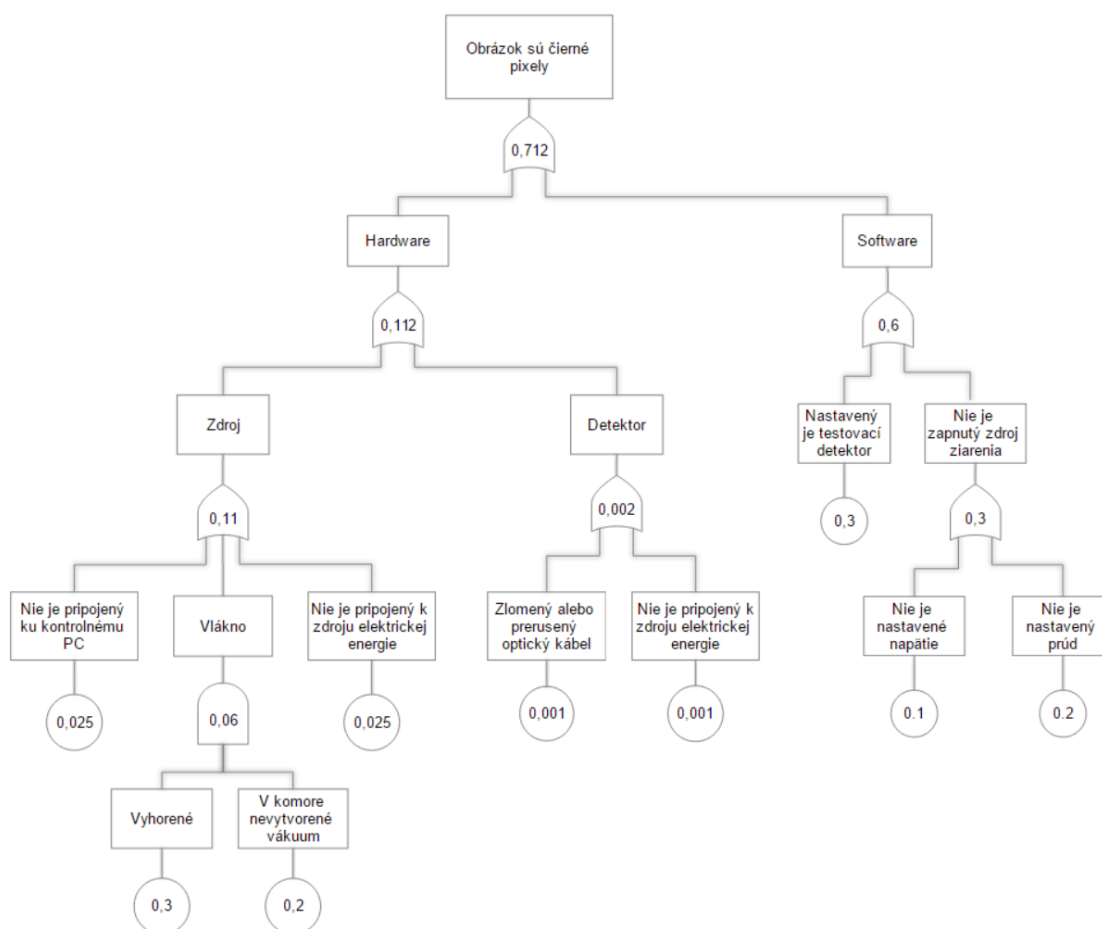 Obrázok sú čierné
pixely
0,712
Hardware
Software
0,112
0,6
Zdroj
Detektor
Nastavený
je testovací
detektor
Nie je
zapnutý zdroj
ziarenia
0,11
0,002
0,3
0,3
Nie je pripojený
ku kontrolnému
PC
Vlákno
Nie je pripojený k
zdroju elektrickej
energie
Zlomený alebo
prerusený
optický kábel
Nie je pripojený k
zdroju elektrickej
energie
Nie je
nastavené
napätie
Nie je
nastavený
prúd
0,025
0,06
0,025
0,001
0,001
0.1
0.2
Vyhorené
V komore
nevytvorené
vákuum
0,3
0,2